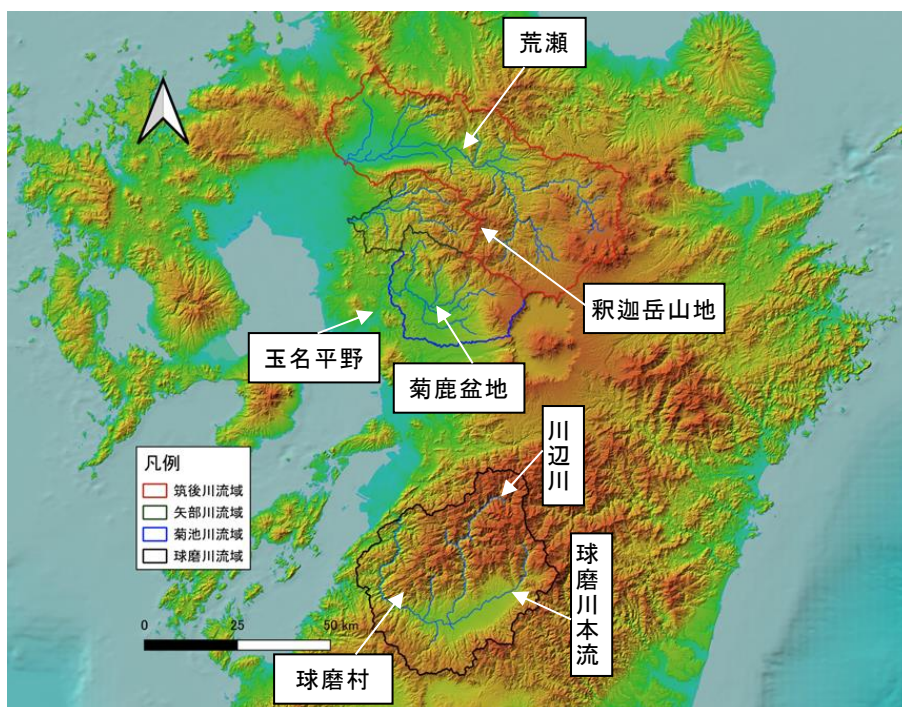 荒瀬
釈迦岳山地
玉名平野
菊鹿盆地
川辺川
凡例
筑後川流域
矢部川流域
菊池川流域
球磨川流域
球磨川本流
0 25 50 km
球磨村